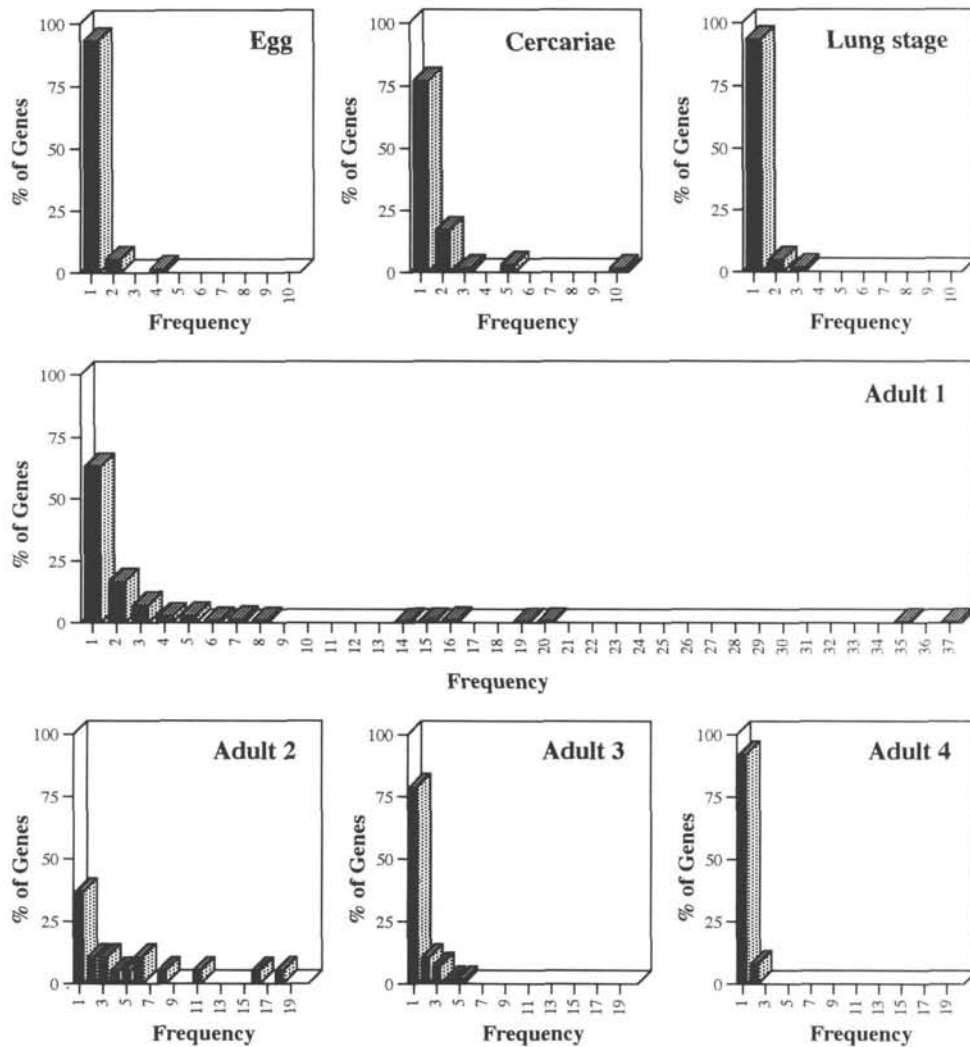 Egg
% of Genes
100
75
50
25
0
1 2 3 4 5 6 7 8 9 10
Frequency
Cercariae
% of Genes
100
75
50
25
0
1 2 3 4 5 6 7 8 9 10
Frequency
Lung stage
% of Genes
100
75
50
25
0
1 2 3 4 5 6 7 8 9 10
Frequency
Adult 1
% of Genes
100
75
50
25
0
1 2 3 4 5 6 7 8 9 10 11 12 13 14 15 16 17 18 19 20 21 22 23 24 25 26 27 28 29 30 31 32 33 34 35 36 37
Frequency
Adult 2
% of Genes
100
75
50
25
0
1 3 5 7 9 11 13 15 17 19
Frequency
Adult 3
% of Genes
100
75
50
25
0
1 3 5 7 9 11 13 15 17 19
Frequency
Adult 4
% of Genes
100
75
50
25
0
1 3 5 7 9 11 13 15 17 19
Frequency